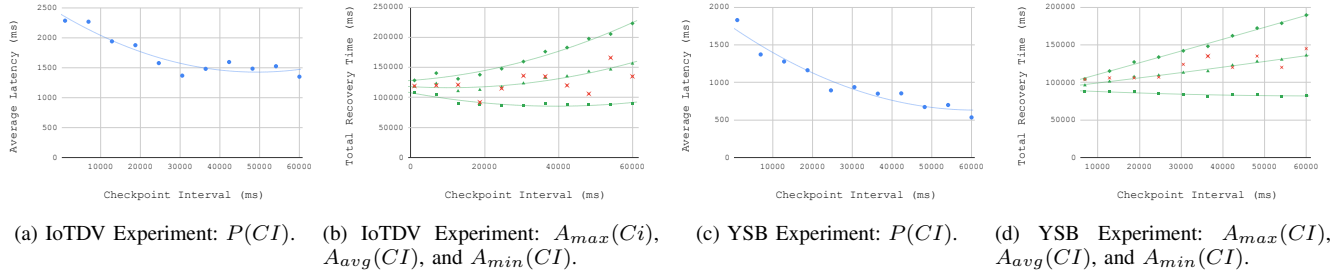 Average Latency (ms)
2500
2000
1500
1000
500
0
10000 20000 30000 40000 50000 60000
Checkpoint Interval (ms)
(a) IoTDV Experiment: P(CI).
Total Recovery Time (ms)
250000
200000
150000
100000
50000
0
0 20000 40000 60000
Checkpoint Interval (ms)
(b) IoTDV Experiment: A_max(Ci),
A_avg(CI), and A_min(CI).
Average Latency (ms)
2000
1500
1000
500
0
10000 20000 30000 40000 50000 60000
Checkpoint Interval (ms)
(c) YSB Experiment: P(CI).
Total Recovery Time (ms)
200000
150000
100000
50000
0
10000 20000 30000 40000 50000 60000
Checkpoint Interval (ms)
(d) YSB Experiment: A_max(CI),
A_avg(CI), and A_min(CI).